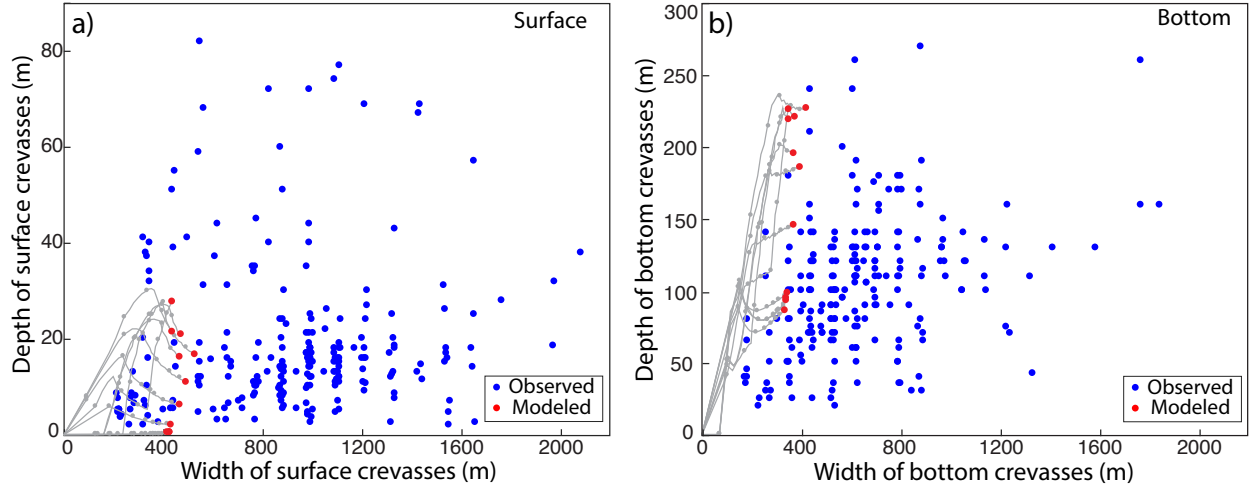 a)
Surface
Depth of surface crevasses (m)
80
60
40
20
0
400
800
1200
1600
2000
Width of surface crevasses (m)
Observed
Modeled
b)
Bottom
Depth of bottom crevasses (m)
300
250
200
150
100
50
0
0
400
800
1200
1600
2000
Width of bottom crevasses (m)
Observed
Modeled